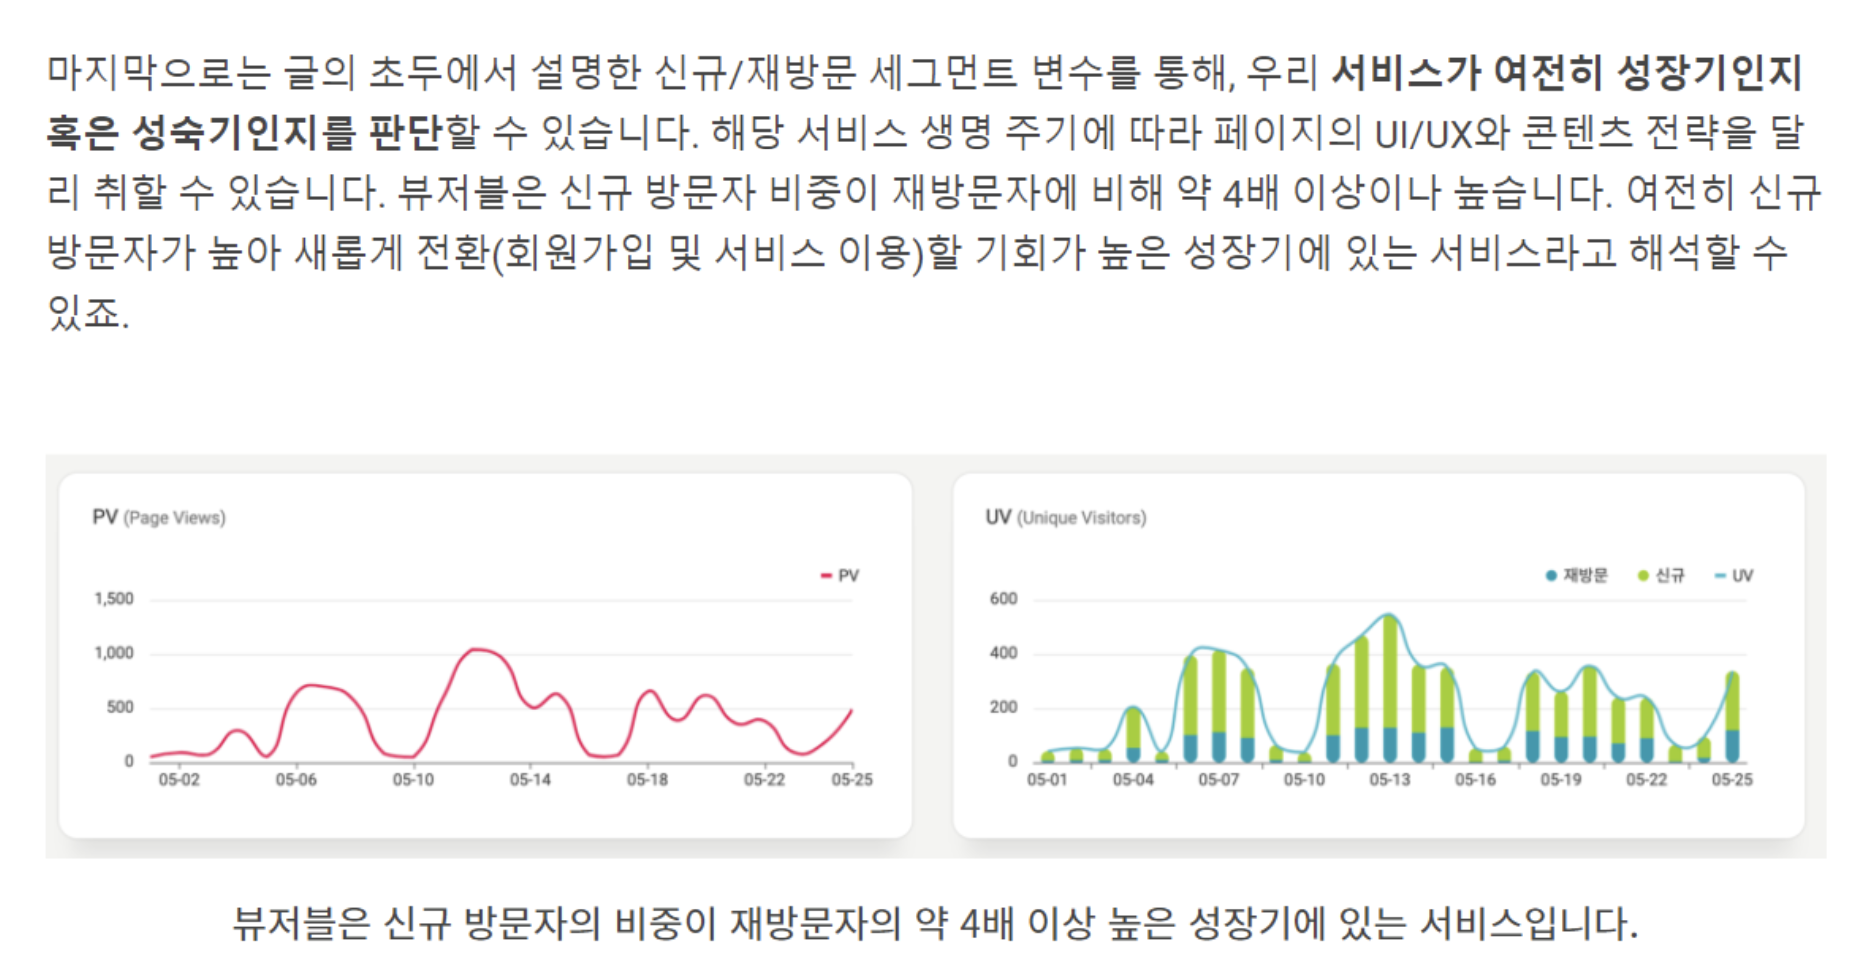 마지막으로는 글의 초두에서 설명한 신규/재방문 세그먼트 변수를 통해, 우리 서비스가 여전히 성장기인지
혹은 성숙기인지를 판단할 수 있습니다. 해당 서비스 생명 주기에 따라 페이지의 UI/UX와 콘텐츠 전략을 달
리 취할 수 있습니다. 뷰저블은 신규 방문자 비중이 재방문자에 비해 약 4배 이상이나 높습니다. 여전히 신규
방문자가 높아 새롭게 전환(회원가입 및 서비스 이용)할 기회가 높은 성장기에 있는 서비스라고 해석할 수
있죠.
PV (Page Views)
PV
1,500
1,000
500
0
05-02 05-06 05-10 05-14 05-18 05-22 05-25
UV (Unique Visitors)
재방문 신규 UV
600
400
200
0
05-01 05-04 05-07 05-10 05-13 05-16 05-19 05-22 05-25
뷰저블은 신규 방문자의 비중이 재방문자의 약 4배 이상 높은 성장기에 있는 서비스입니다.